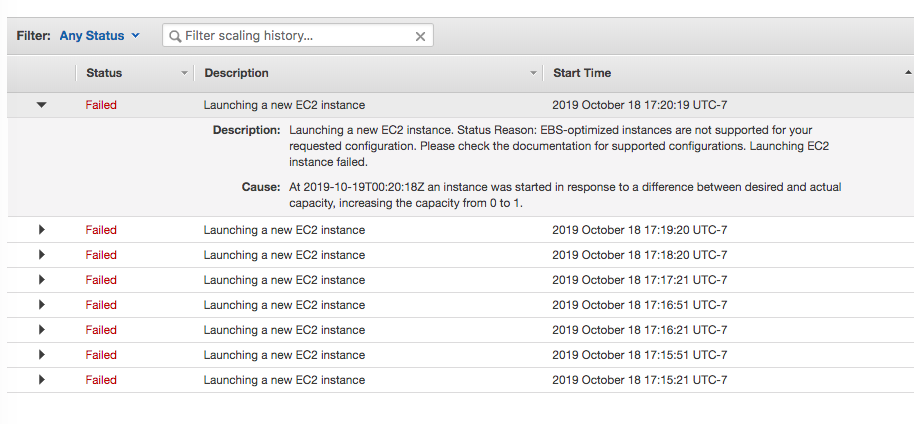 Filter: Any Status Filter scaling history...
Status Description Start Time
Failed Launching a new EC2 instance 2019 October 18 17:20:19 UTC-7
Description: Launching a new EC2 instance. Status Reason: EBS-optimized instances are not supported for your
requested configuration. Please check the documentation for supported configurations. Launching EC2
instance failed.
Cause: At 2019-10-19T00:20:18Z an instance was started in response to a difference between desired and actual
capacity, increasing the capacity from 0 to 1.
Failed Launching a new EC2 instance 2019 October 18 17:19:20 UTC-7
Failed Launching a new EC2 instance 2019 October 18 17:18:20 UTC-7
Failed Launching a new EC2 instance 2019 October 18 17:17:21 UTC-7
Failed Launching a new EC2 instance 2019 October 18 17:16:51 UTC-7
Failed Launching a new EC2 instance 2019 October 18 17:16:21 UTC-7
Failed Launching a new EC2 instance 2019 October 18 17:15:51 UTC-7
Failed Launching a new EC2 instance 2019 October 18 17:15:21 UTC-7